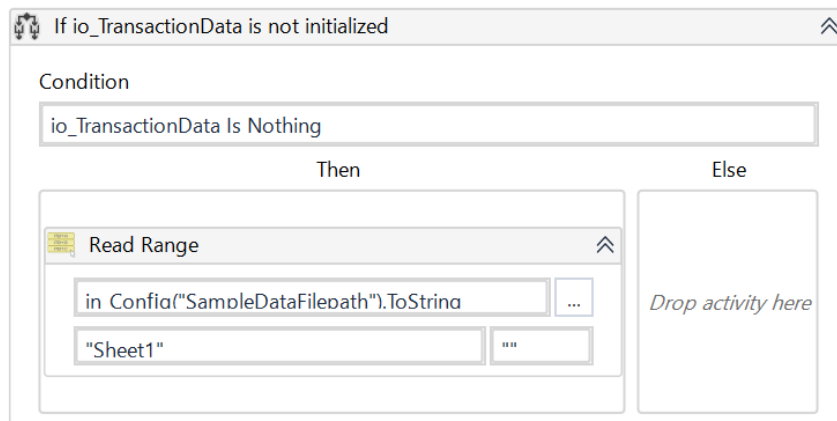 If io_TransactionData is not initialized
Condition
io_TransactionData Is Nothing
Then
Else
Read Range
in_Config("SampleDataFilepath").ToString
...
Drop activity here
"Sheet1"
""